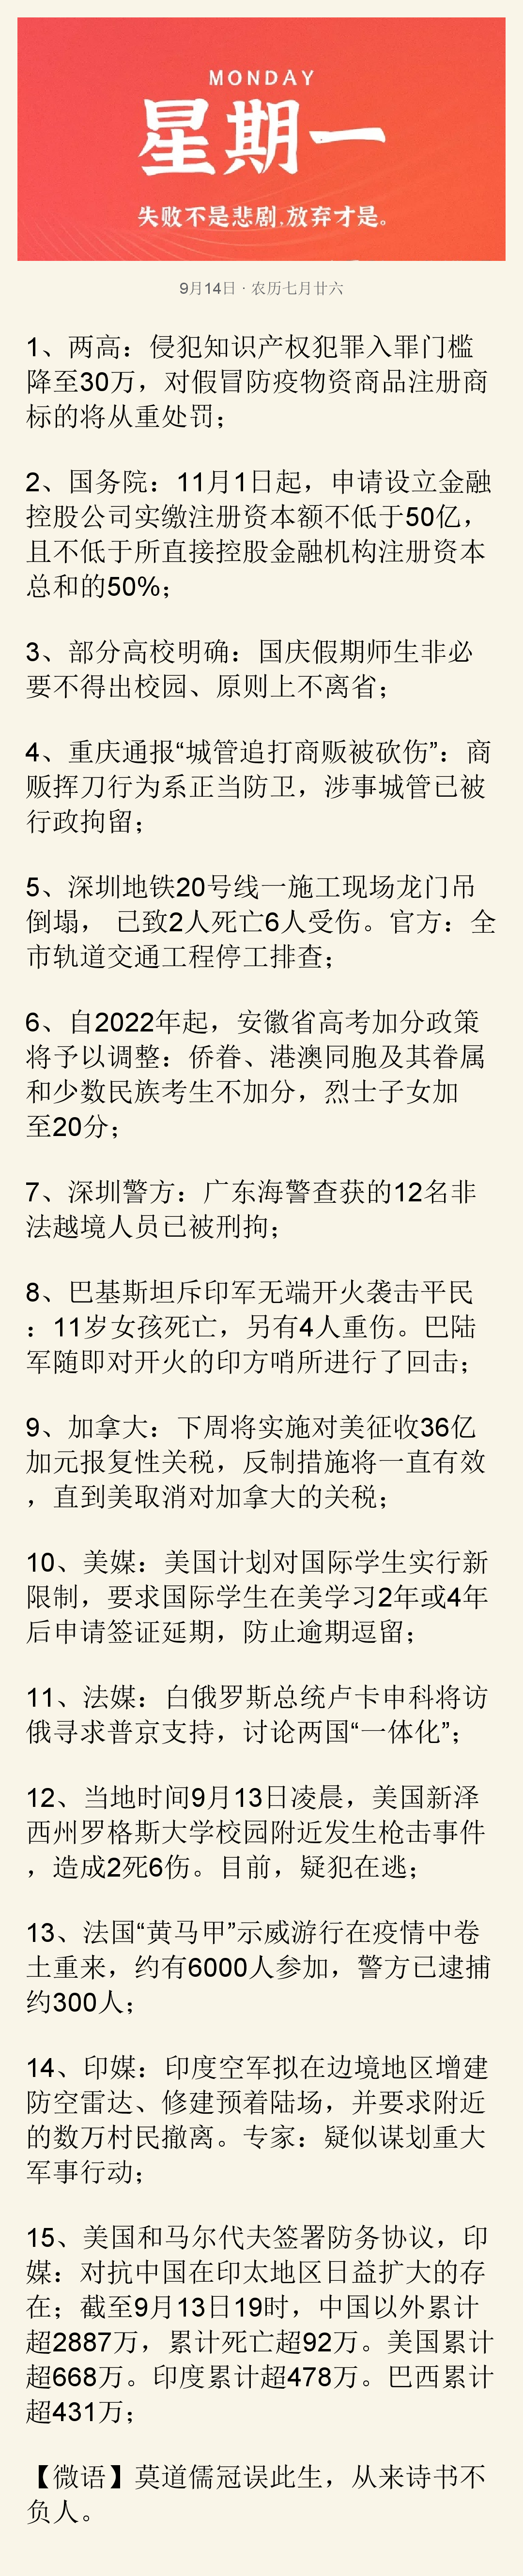 MONDAY
星期一
失败不是悲剧,放弃才是。
9月14日 · 农历七月廿六
1、两高：侵犯知识产权犯罪入罪门槛
降至30万，对假冒防疫物资商品注册商
标的将从重处罚；
2、国务院：11月1日起，申请设立金融
控股公司实缴注册资本额不低于50亿，
且不低于所直接控股金融机构注册资本
总和的50%；
3、部分高校明确：国庆假期师生非必
要不得出校园、原则上不离省；
4、重庆通报“城管追打商贩被砍伤”：商
贩挥刀行为系正当防卫，涉事城管已被
行政拘留；
5、深圳地铁20号线一施工现场龙门吊
倒塌， 已致2人死亡6人受伤。官方：全
市轨道交通工程停工排查；
6、自2022年起，安徽省高考加分政策
将予以调整：侨眷、港澳同胞及其眷属
和少数民族考生不加分，烈士子女加
至20分；
7、深圳警方：广东海警查获的12名非
法越境人员已被刑拘；
8、巴基斯坦斥印军无端开火袭击平民
：11岁女孩死亡，另有4人重伤。巴陆
军随即对开火的印方哨所进行了回击；
9、加拿大：下周将实施对美征收36亿
加元报复性关税，反制措施将一直有效
，直到美取消对加拿大的关税；
10、美媒：美国计划对国际学生实行新
限制，要求国际学生在美学习2年或4年
后申请签证延期，防止逾期逗留；
11、法媒：白俄罗斯总统卢卡申科将访
俄寻求普京支持，讨论两国“一体化”；
12、当地时间9月13日凌晨，美国新泽
西州罗格斯大学校园附近发生枪击事件
，造成2死6伤。目前，疑犯在逃；
13、法国“黄马甲”示威游行在疫情中卷
土重来，约有6000人参加，警方已逮捕
约300人；
14、印媒：印度空军拟在边境地区增建
防空雷达、修建预着陆场，并要求附近
的数万村民撤离。专家：疑似谋划重大
军事行动；
15、美国和马尔代夫签署防务协议，印
媒：对抗中国在印太地区日益扩大的存
在；截至9月13日19时，中国以外累计
超2887万，累计死亡超92万。美国累计
超668万。印度累计超478万。巴西累计
超431万；
【微语】莫道儒冠误此生，从来诗书不
负人。